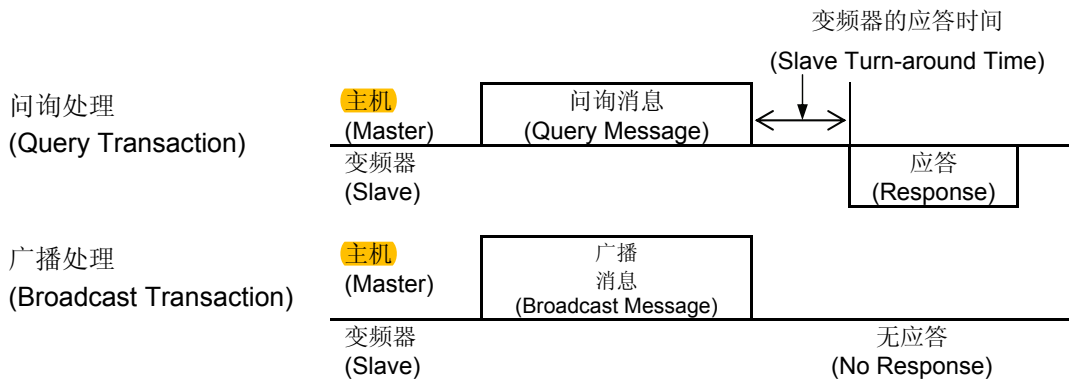 变频器的应答时间
(Slave Turn-around Time)
问询处理
(Query Transaction)
主机
(Master)
问询消息
(Query Message)
变频器
(Slave)
应答
(Response)
广播处理
(Broadcast Transaction)
主机
(Master)
广播
消息
(Broadcast Message)
变频器
(Slave)
无应答
(No Response)